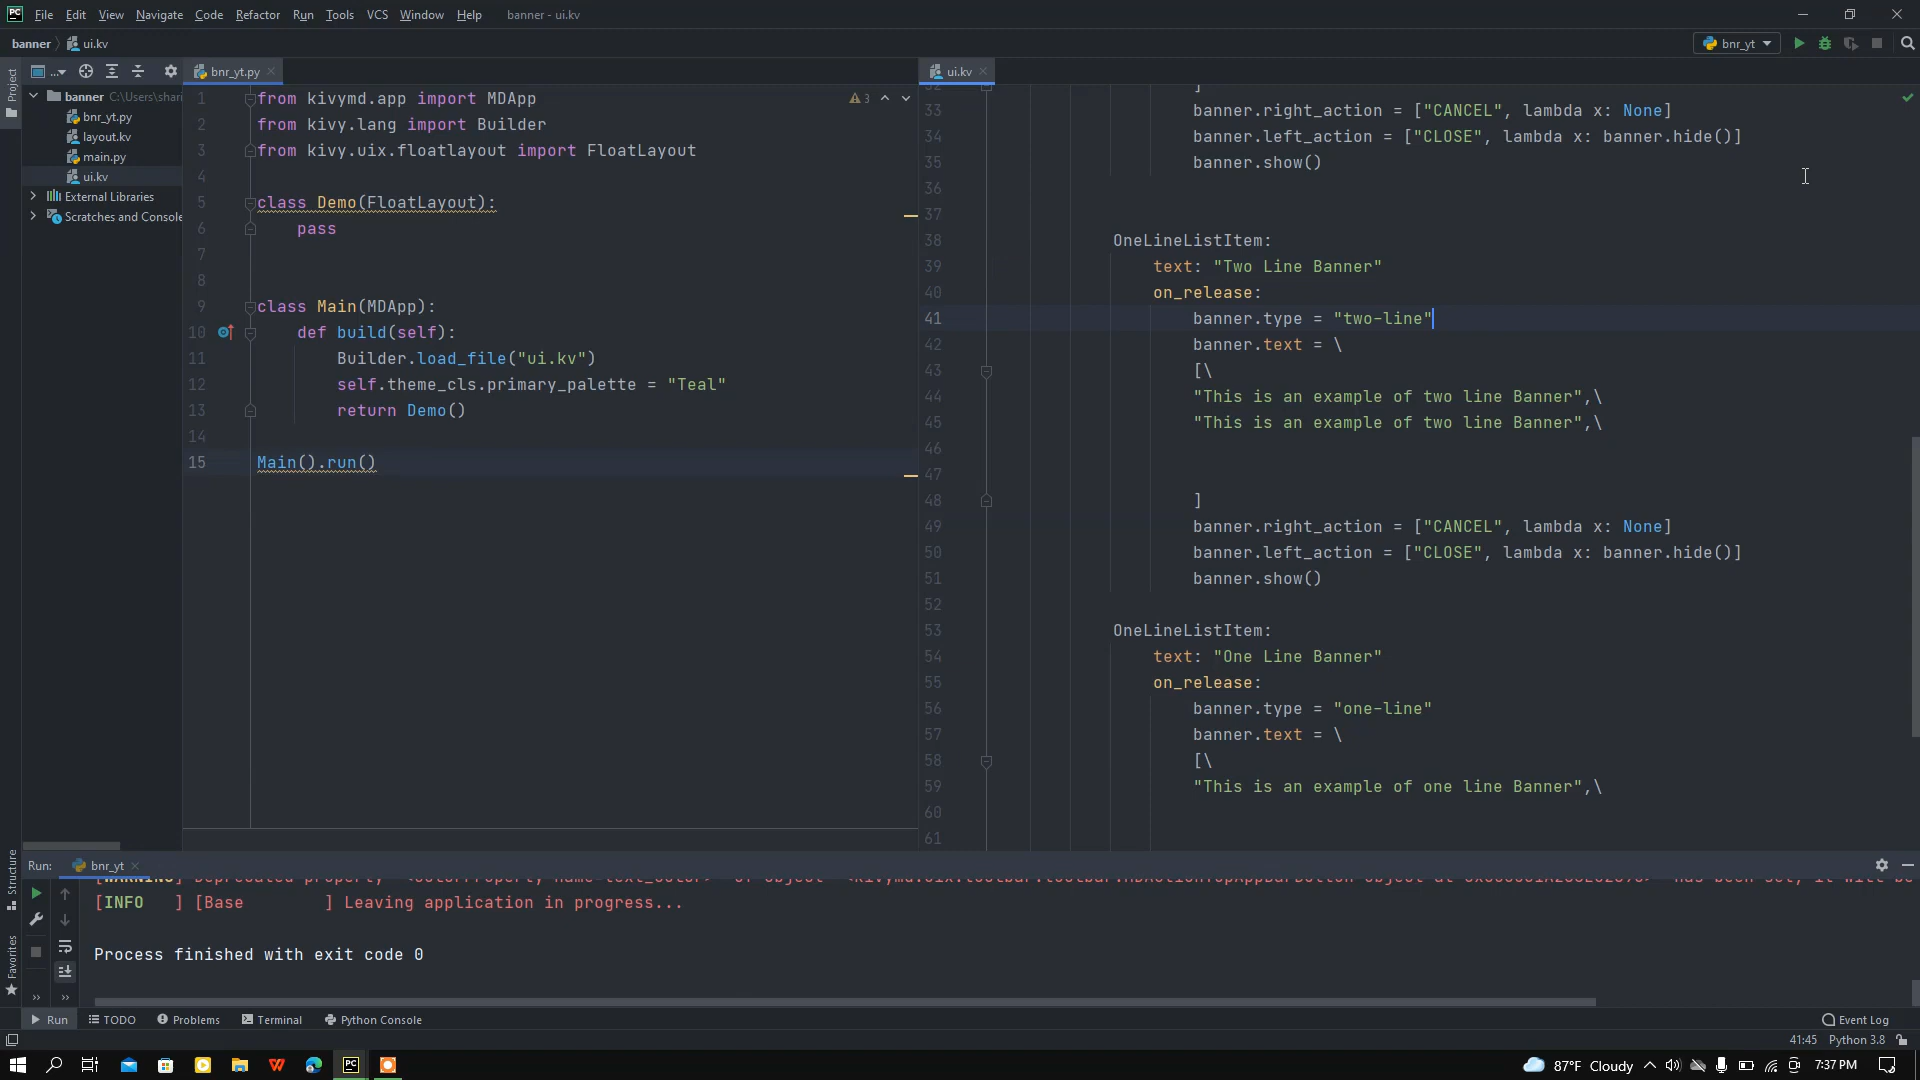 File Edit View Navigate Code Refactor Run Tools VCS Window Help banner - ui.kv
banner ui.kv
bnr_yt
Project
...
bnr_yt.py
ui.kv
banner C:\Users\shari
bnr_yt.py
layout.kv
main.py
ui.kv
External Libraries
Scratches and Console
3
1 from kivymd.app import MDApp
2 from kivy.lang import Builder
3 from kivy.uix.floatlayout import FloatLayout
4
5 class Demo(FloatLayout):
6 pass
7
8
9 class Main(MDApp):
10 def build(self):
11 Builder.load_file("ui.kv")
12 self.theme_cls.primary_palette = "Teal"
13 return Demo()
14
15 Main().run()
32 ]
33 banner.right_action = ["CANCEL", lambda x: None]
34 banner.left_action = ["CLOSE", lambda x: banner.hide()]
35 banner.show()
36
37
38 OneLineListItem:
39 text: "Two Line Banner"
40 on_release:
41 banner.type = "two-line"
42 banner.text = \
43 [\
44 "This is an example of two line Banner",\
45 "This is an example of two line Banner",\
46
47
48 ]
49 banner.right_action = ["CANCEL", lambda x: None]
50 banner.left_action = ["CLOSE", lambda x: banner.hide()]
51 banner.show()
52
53 OneLineListItem:
54 text: "One Line Banner"
55 on_release:
56 banner.type = "one-line"
57 banner.text = \
58 [\
59 "This is an example of one line Banner",\
60
61
Structure
Favorites
Run: bnr_yt
[INFO ] [Base ] Leaving application in progress...
Process finished with exit code 0
Run TODO Problems Terminal Python Console
Event Log
41:45 Python 3.8
87°F Cloudy 7:37 PM